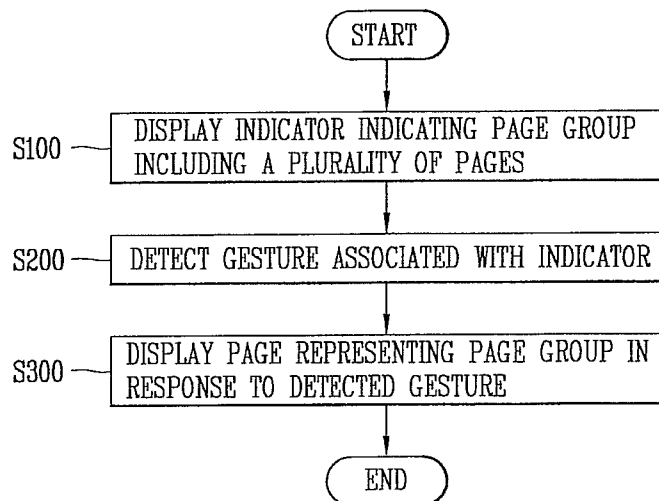 START
S100
DISPLAY INDICATOR INDICATING PAGE GROUP
INCLUDING A PLURALITY OF PAGES
S200
DETECT GESTURE ASSOCIATED WITH INDICATOR
S300
DISPLAY PAGE REPRESENTING PAGE GROUP IN
RESPONSE TO DETECTED GESTURE
END